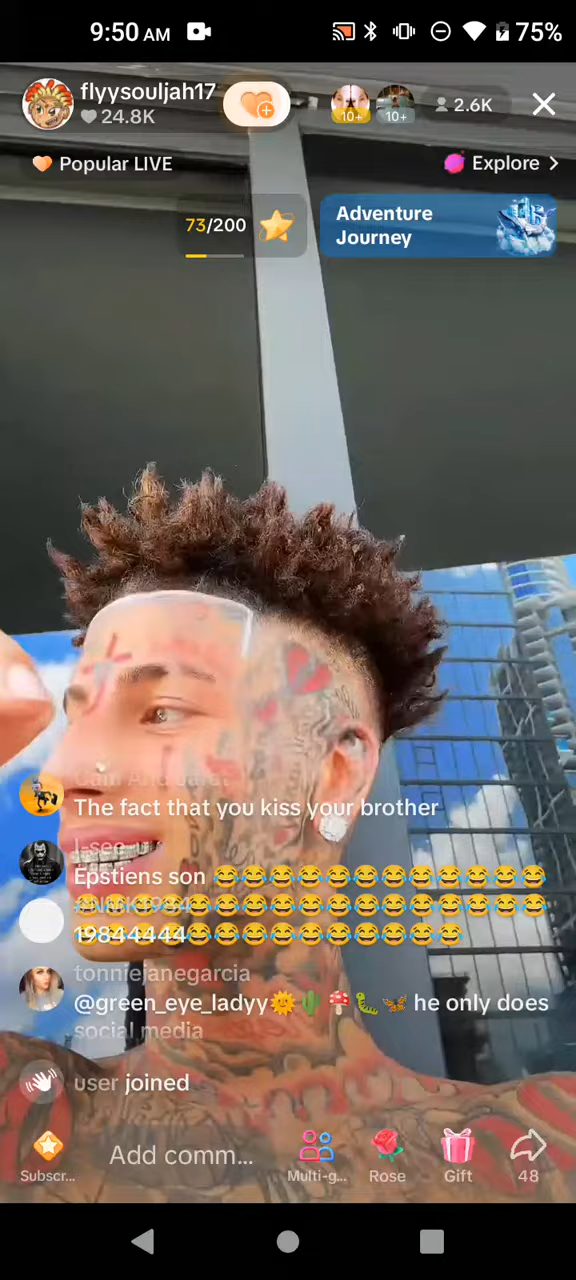 9:50 AM
75%
flyysouljah17
24.8K
10+
10+
2.6K
Popular LIVE
Explore >
73/200
Adventure
Journey
The fact that you kiss your brother
I-see
Epstiens son 😂😂😂😂😂😂😂😂😂😂😂😂
😂😂😂😂😂😂😂😂😂😂😂😂😂😂😂😂😂
😂😂😂😂😂😂😂😂😂😂
19844444
tonniejanegarcia
@green_eye_ladyy🌞🌵🍄🐛🦋 he only does
social media
user joined
Subscr...
Add comm...
Multi-g...
Rose
Gift
48